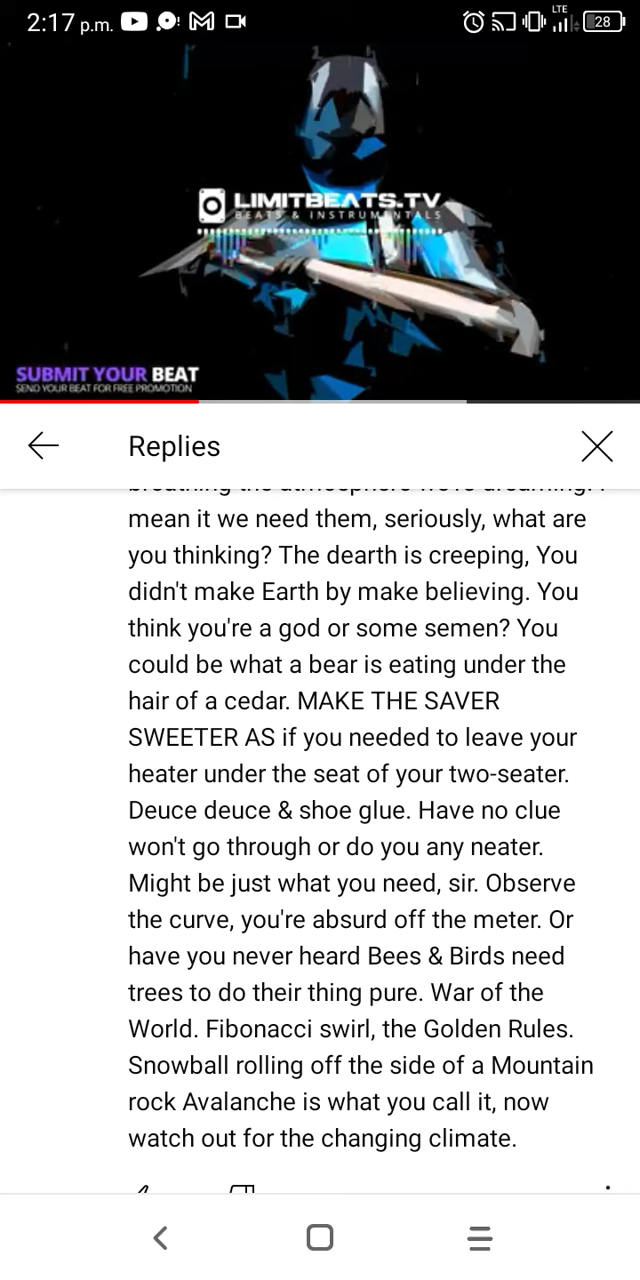 2:17 p.m.
LTE
28
LIMITBEATS.TV
BEATS & INSTRUMENTALS
SUBMIT YOUR BEAT
SEND YOUR BEAT FOR FREE PROMOTION
Replies
breathing the atmosphere we're dreaming. I
mean it we need them, seriously, what are
you thinking? The dearth is creeping, You
didn't make Earth by make believing. You
think you're a god or some semen? You
could be what a bear is eating under the
hair of a cedar. MAKE THE SAVER
SWEETER AS if you needed to leave your
heater under the seat of your two-seater.
Deuce deuce & shoe glue. Have no clue
won't go through or do you any neater.
Might be just what you need, sir. Observe
the curve, you're absurd off the meter. Or
have you never heard Bees & Birds need
trees to do their thing pure. War of the
World. Fibonacci swirl, the Golden Rules.
Snowball rolling off the side of a Mountain
rock Avalanche is what you call it, now
watch out for the changing climate.